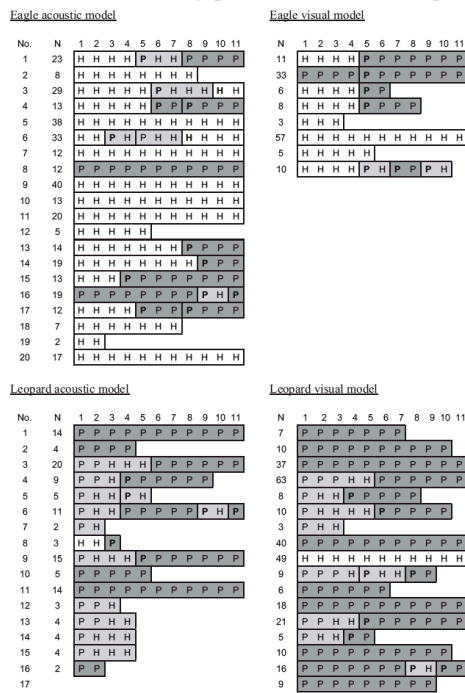 Eagle acoustic model
No. N 1 2 3 4 5 6 7 8 9 10 11
1 23 H H H H P H H P P P P
2 8 H H H H H H H H
3 29 H H H H H P H H H H H
4 13 H H H H H P P P P P P
5 38 H H H H H H H H H H H
6 33 H H P H P H H H H H H
7 12 H H H H H H H H H H H
8 12 P P P P P P P P P P P
9 40 H H H H H H H H H H H
10 13 H H H H H H H H H H H
11 20 H H H H H H H H H H H
12 5 H H H H H
13 14 H H H H H H H P P P P
14 19 H H H H H H H H P P P
15 13 H H H P P P P P P P P
16 19 P P P P P P P P P H P
17 12 H H H H P P P P P P P
18 7 H H H H H H H
19 2 H H
20 17 H H H H H H H H H H H
Eagle visual model
N 1 2 3 4 5 6 7 8 9 10 11
11 H H H H P P P P P P P
33 P P P P P P P P P P P
6 H H H H P P
8 H H H H P P P P
3 H H H
57 H H H H H H H H H H H
5 H H H H H
10 H H H H P H P P P H
Leopard acoustic model
No. N 1 2 3 4 5 6 7 8 9 10 11
1 14 P P P P P P P P P P P
2 4 P P P P
3 20 P P H H H P P P P P P
4 9 P P H P P P P P P
5 5 P H H P H
6 11 P H H P P P P P P H P
7 2 P H
8 3 H H P
9 15 P H H H P P P P P P P
10 5 P P P P P
11 14 P P P P P P P P P P P
12 3 P P H
13 4 P P H H
14 4 P H H H
15 4 P H H H
16 2 P P
17
Leopard visual model
N 1 2 3 4 5 6 7 8 9 10 11
7 P P P P P P P
10 P P P P P P P P P P
37 P P P P P P P P P P P
63 P P P H H P P P P P P
8 P H H P P P P P
10 P P H H H P P P P P P
3 P H H
40 P P P P P P P P P P P
49 H H H H H H H H H H H
9 P P P H P H H P P
6 P P P P P P
18 P P P P P P P P P P P
21 P P H H P P P P P P P
5 P H H P P
10 P P P P P P P P P P
16 P P P P P P P P H P P
9 P P P P P P P P P